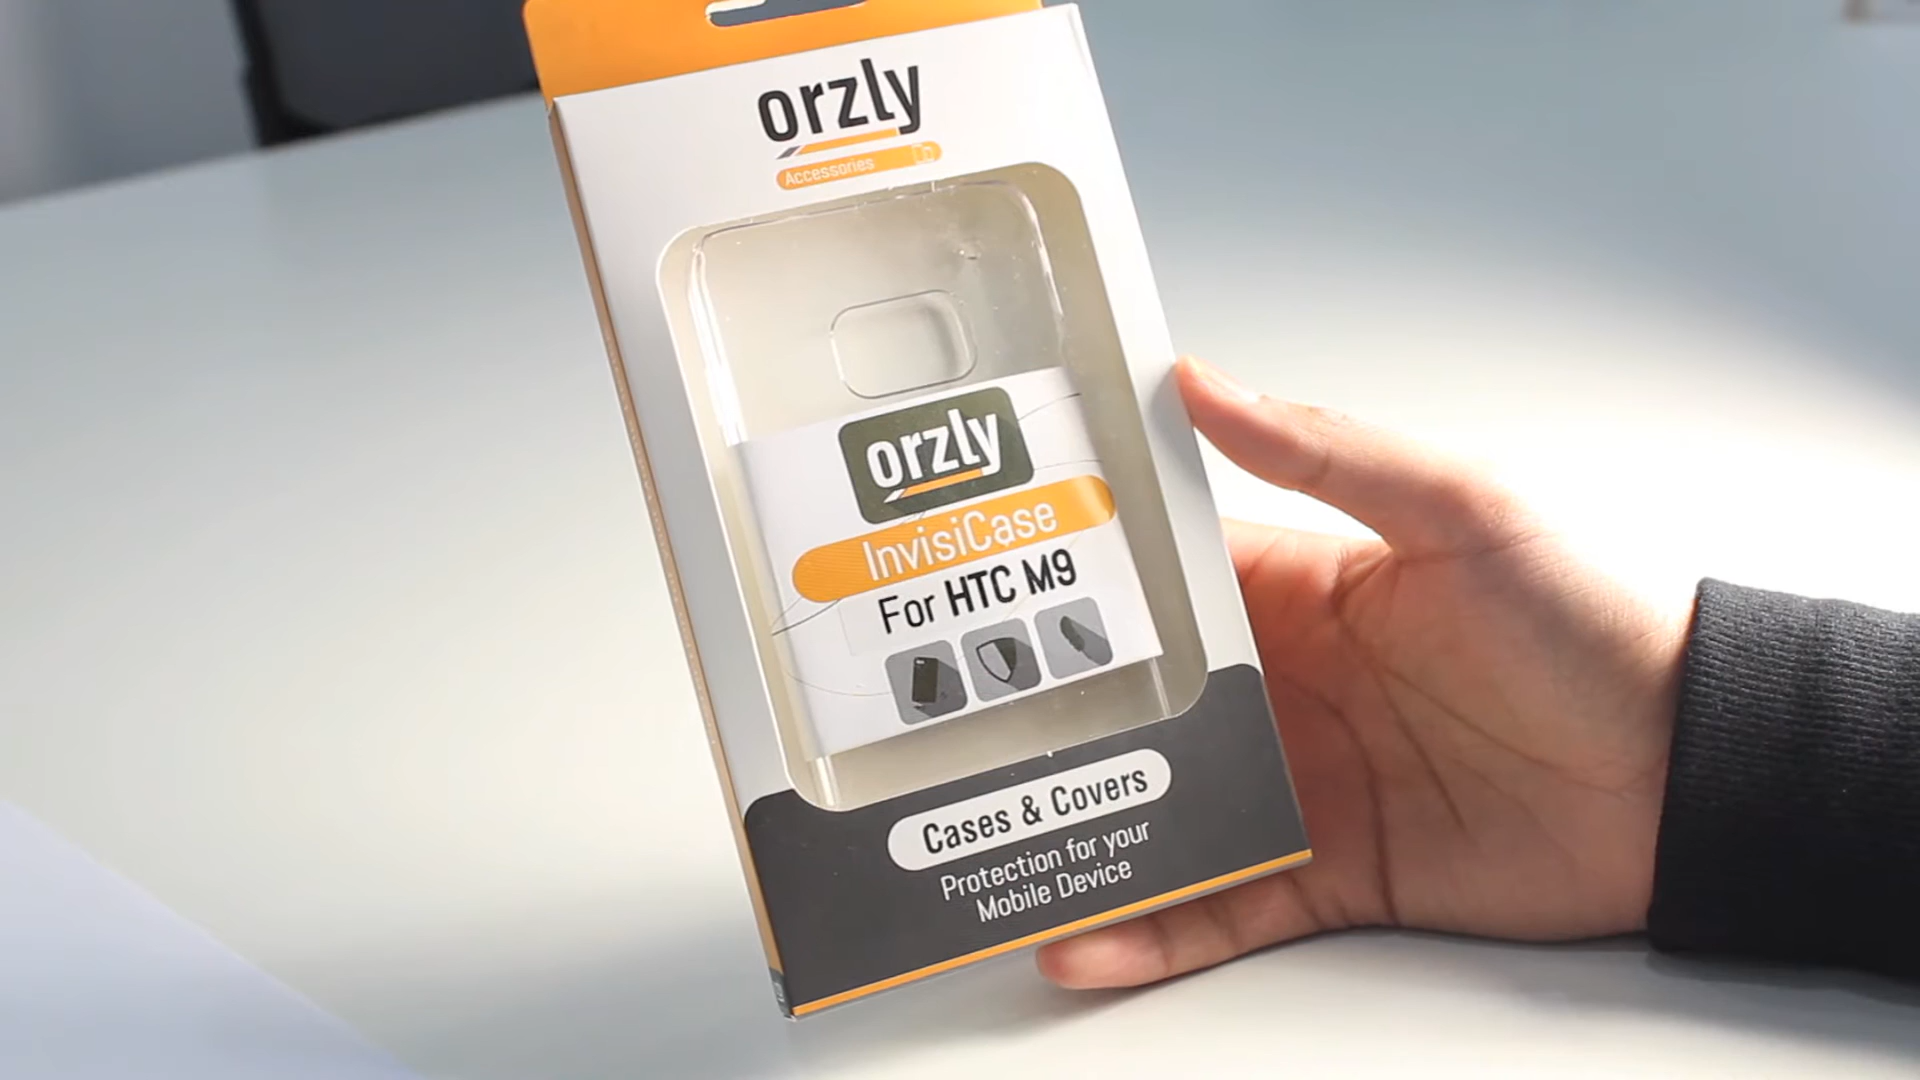 orzly
Accessories
orzly
InvisiCase
For HTC M9
Cases & Covers
Protection for your
Mobile Device